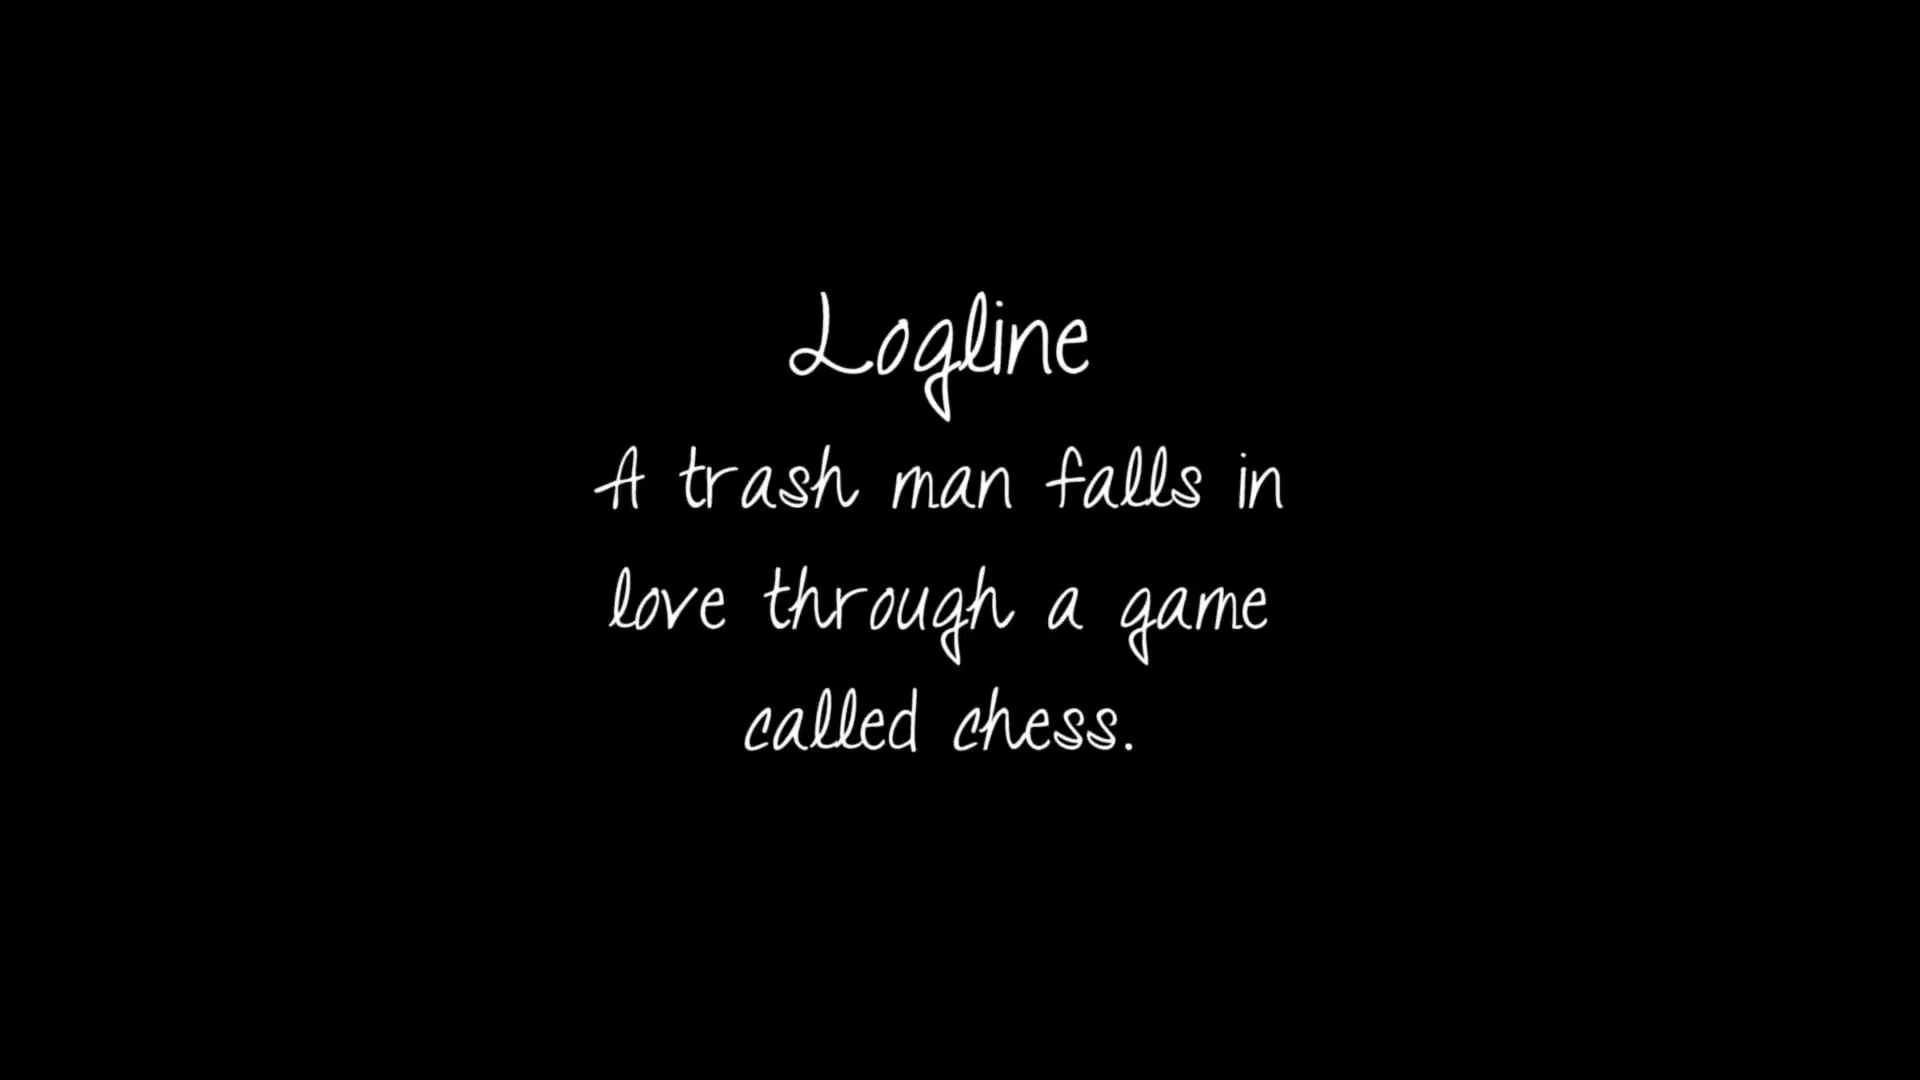 Logline
A trash man falls in
love through a game
called chess.